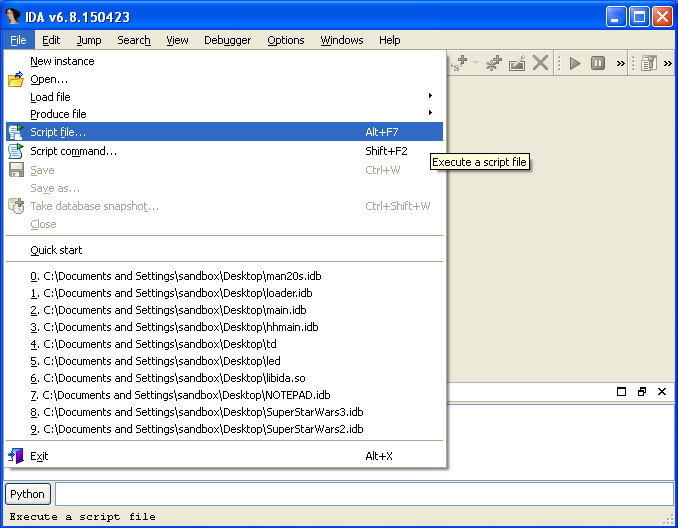 IDA v6.8.150423
File Edit Jump Search View Debugger Options Windows Help
New instance
Open...
Load file
Produce file
Script file... Alt+F7
Script command... Shift+F2
Execute a script file
Save Ctrl+W
Save as...
Take database snapshot... Ctrl+Shift+W
Close
Quick start
0. C:\Documents and Settings\sandbox\Desktop\man20s.idb
1. C:\Documents and Settings\sandbox\Desktop\loader.idb
2. C:\Documents and Settings\sandbox\Desktop\main.idb
3. C:\Documents and Settings\sandbox\Desktop\hhmain.idb
4. C:\Documents and Settings\sandbox\Desktop\td
5. C:\Documents and Settings\sandbox\Desktop\led
6. C:\Documents and Settings\sandbox\Desktop\libida.so
7. C:\Documents and Settings\sandbox\Desktop\NOTEPAD.idb
8. C:\Documents and Settings\sandbox\Desktop\SuperStarWars3.idb
9. C:\Documents and Settings\sandbox\Desktop\SuperStarWars2.idb
Exit Alt+X
Python
Execute a script file